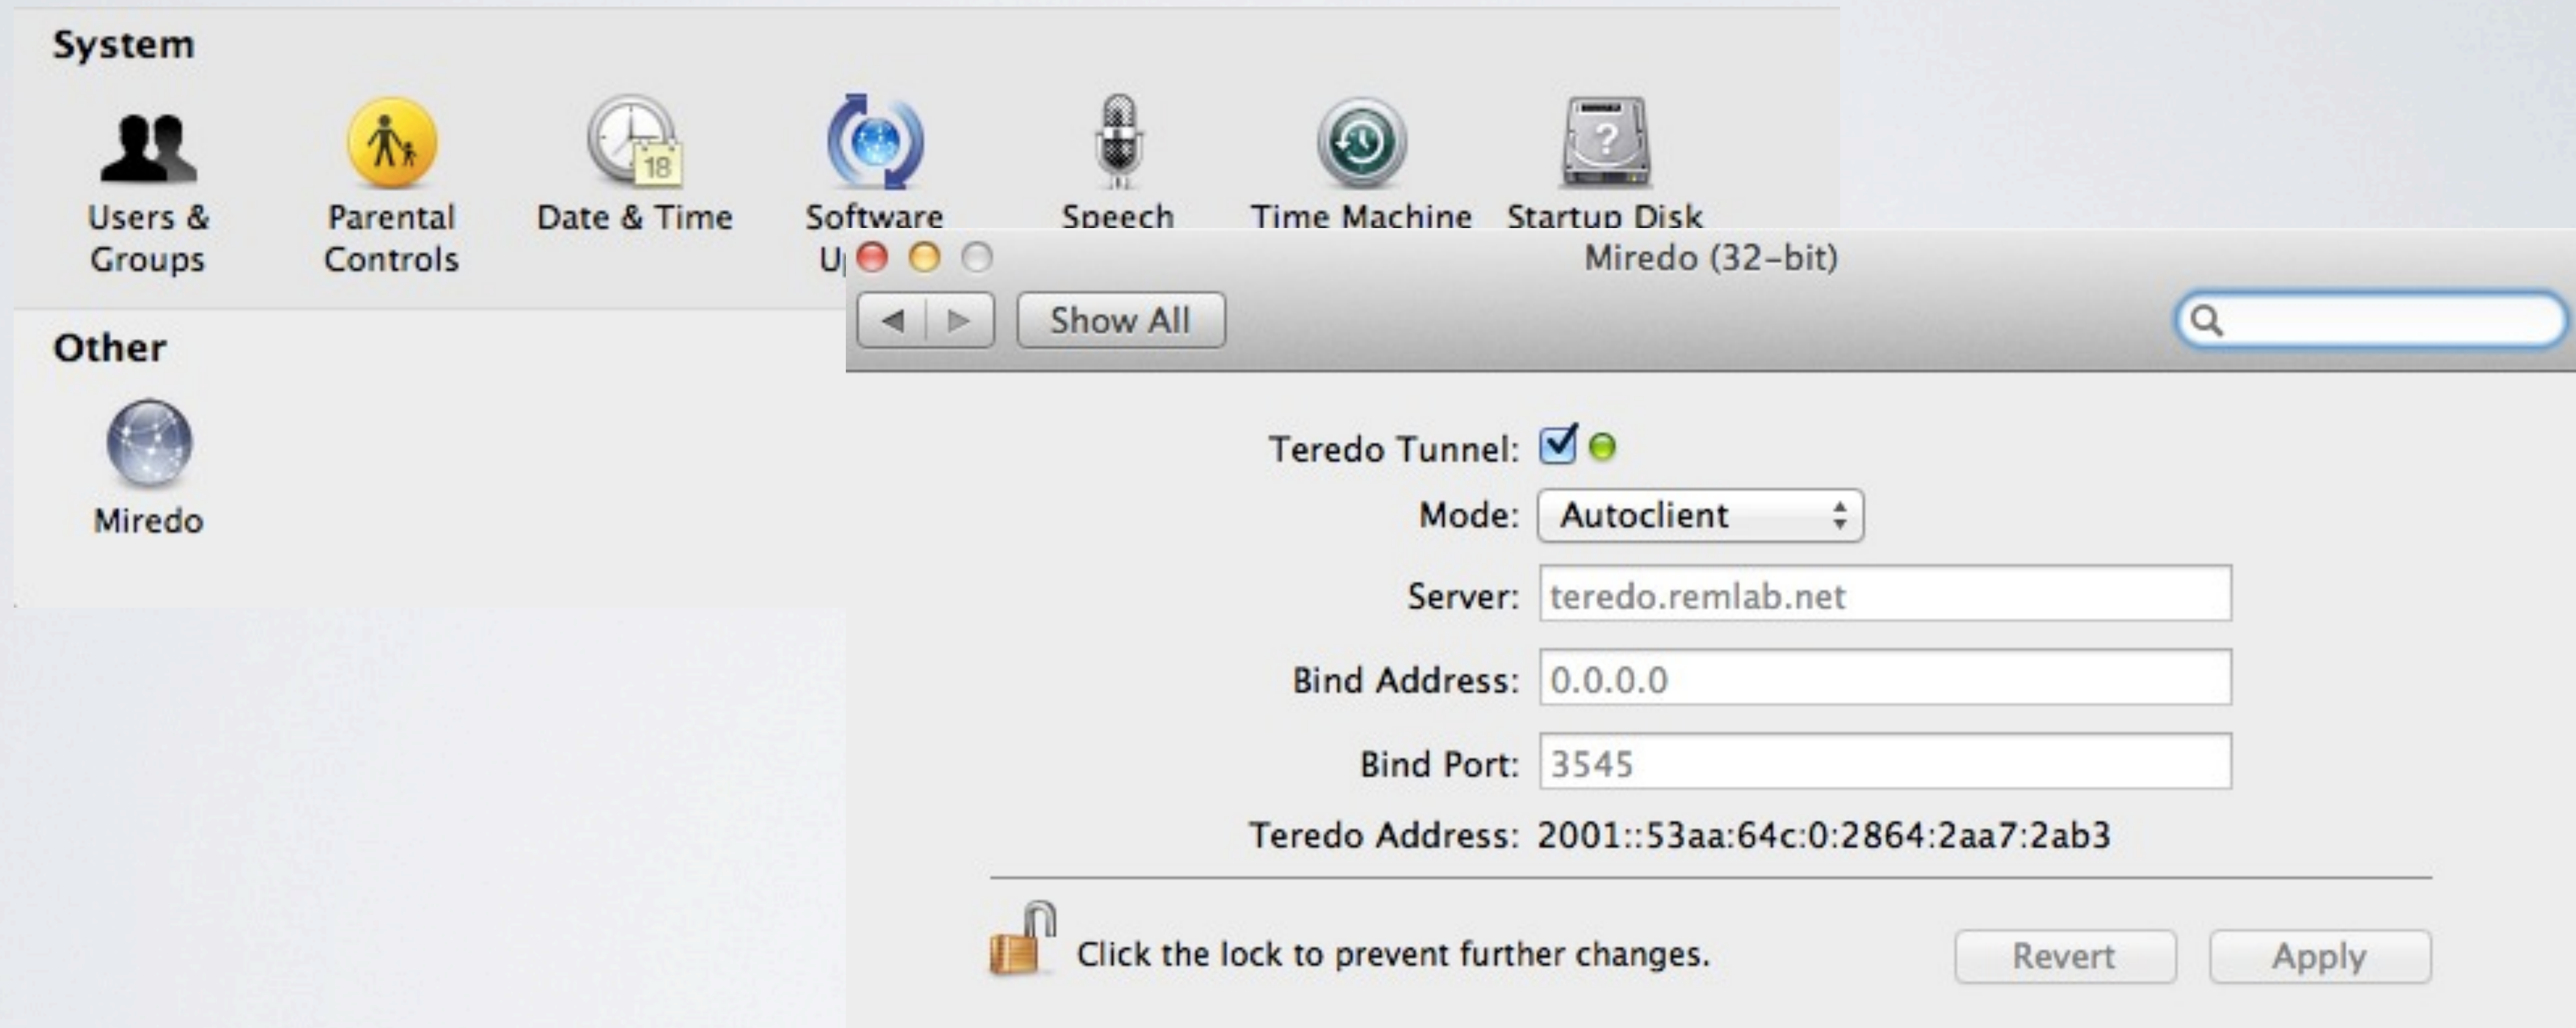 System
Users &
Groups
Parental
Controls
18
Date & Time
Software
Speech
Time Machine
Startup Disk
Other
Miredo
Miredo (32-bit)
Show All
Teredo Tunnel:
Mode: Autoclient
Server: teredo.remlab.net
Bind Address: 0.0.0.0
Bind Port: 3545
Teredo Address: 2001::53aa:64c:0:2864:2aa7:2ab3
Click the lock to prevent further changes.
Revert
Apply